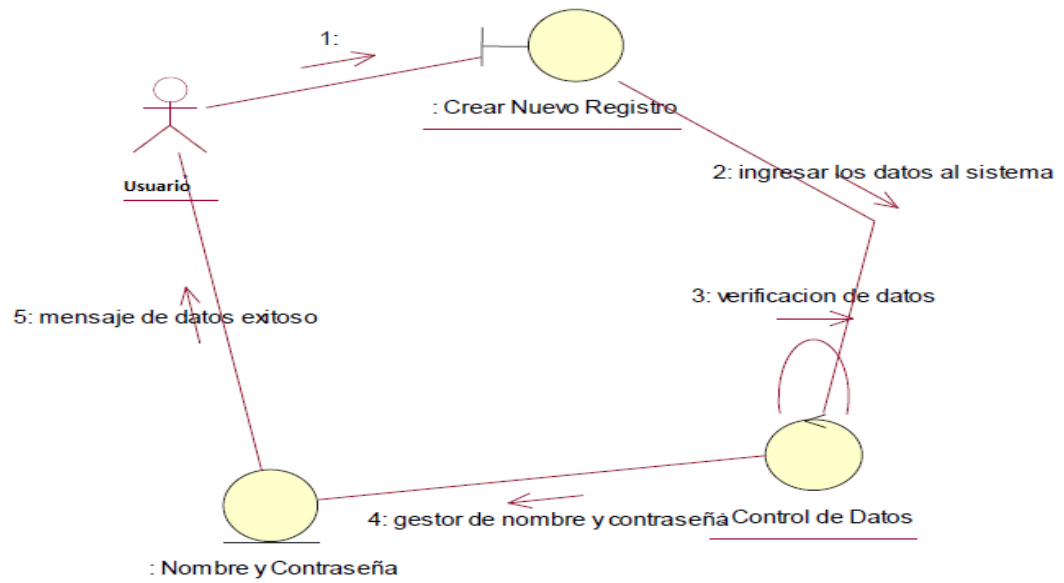 1:
: Crear Nuevo Registro
Usuario
2: ingresar los datos al sistema
3: verificacion de datos
5: mensaje de datos exitoso
4: gestor de nombre y contraseña
Control de Datos
: Nombre y Contraseña